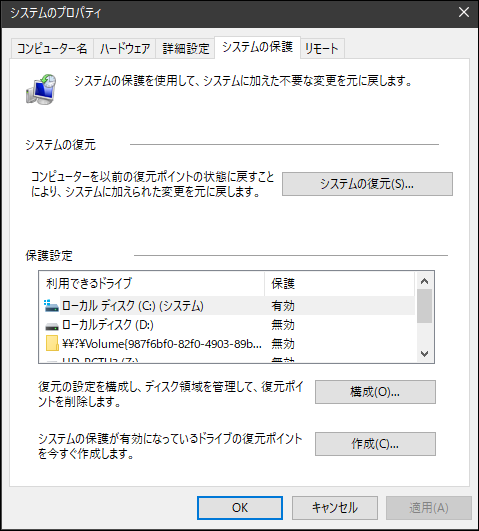 システムのプロパティ
コンピューター名 ハードウェア 詳細設定 システムの保護 リモート
システムの保護を使用して、システムに加えた不要な変更を元に戻します。
システムの復元
コンピューターを以前の復元ポイントの状態に戻すこと
により、システムに加えられた変更を元に戻します。
システムの復元(S)...
保護設定
利用できるドライブ 保護
ローカル ディスク (C:) (システム) 有効
ローカルディスク (D:) 無効
¥¥?¥Volume{987f6bf0-82f0-4903-89b... 無効
復元の設定を構成し、ディスク領域を管理して、復元ポイ
ントを削除します。
構成(O)...
システムの保護が有効になっているドライブの復元ポイント
を今すぐ作成します。
作成(C)...
OK キャンセル 適用(A)